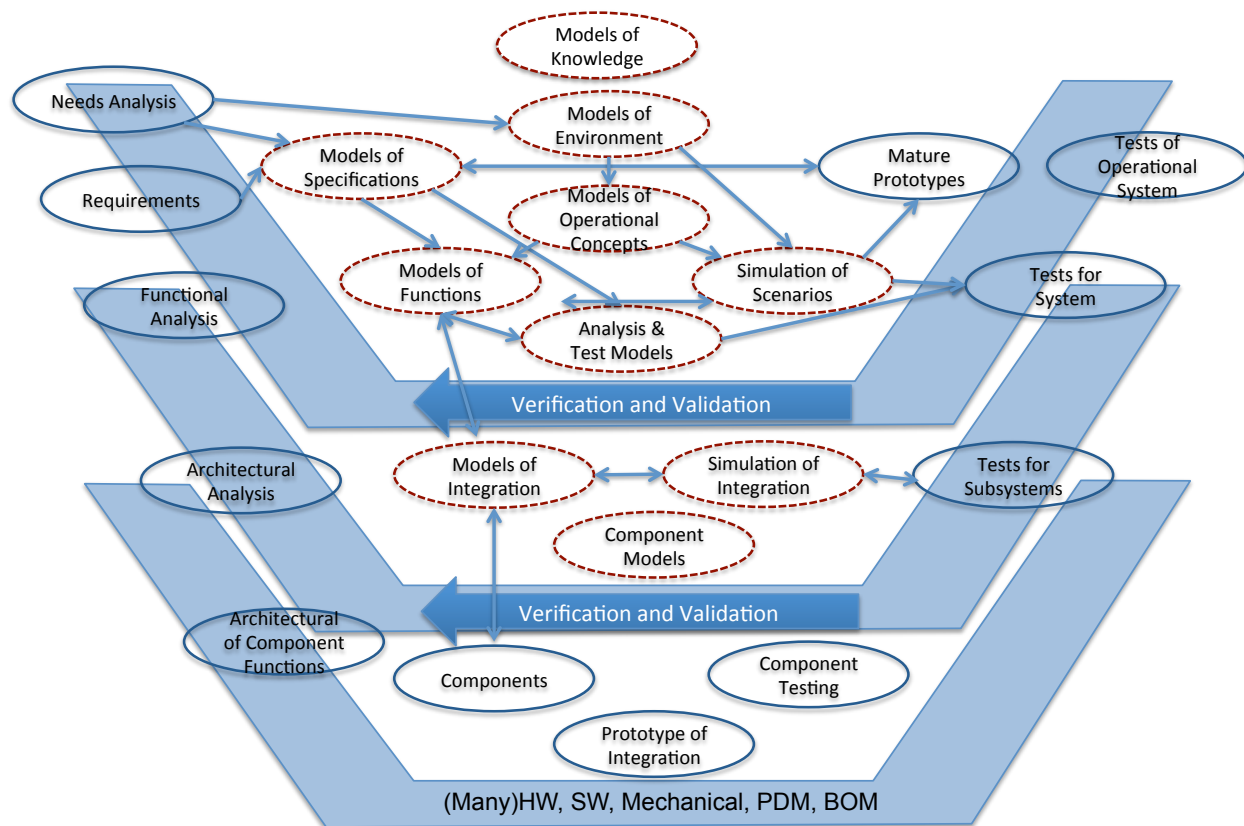 Models of
Knowledge
Needs Analysis
Models of
Environment
Models of
Specifications
Mature
Prototypes
Tests of
Operational
System
Requirements
Models of
Operational
Concepts
Models of
Functions
Simulation of
Scenarios
Functional
Analysis
Tests for
System
Analysis &
Test Models
Verification and Validation
Architectural
Analysis
Models of
Integration
Simulation of
Integration
Tests for
Subsystems
Component
Models
Verification and Validation
Architectural
of Component
Functions
Components
Component
Testing
Prototype of
Integration
(Many)HW, SW, Mechanical, PDM, BOM